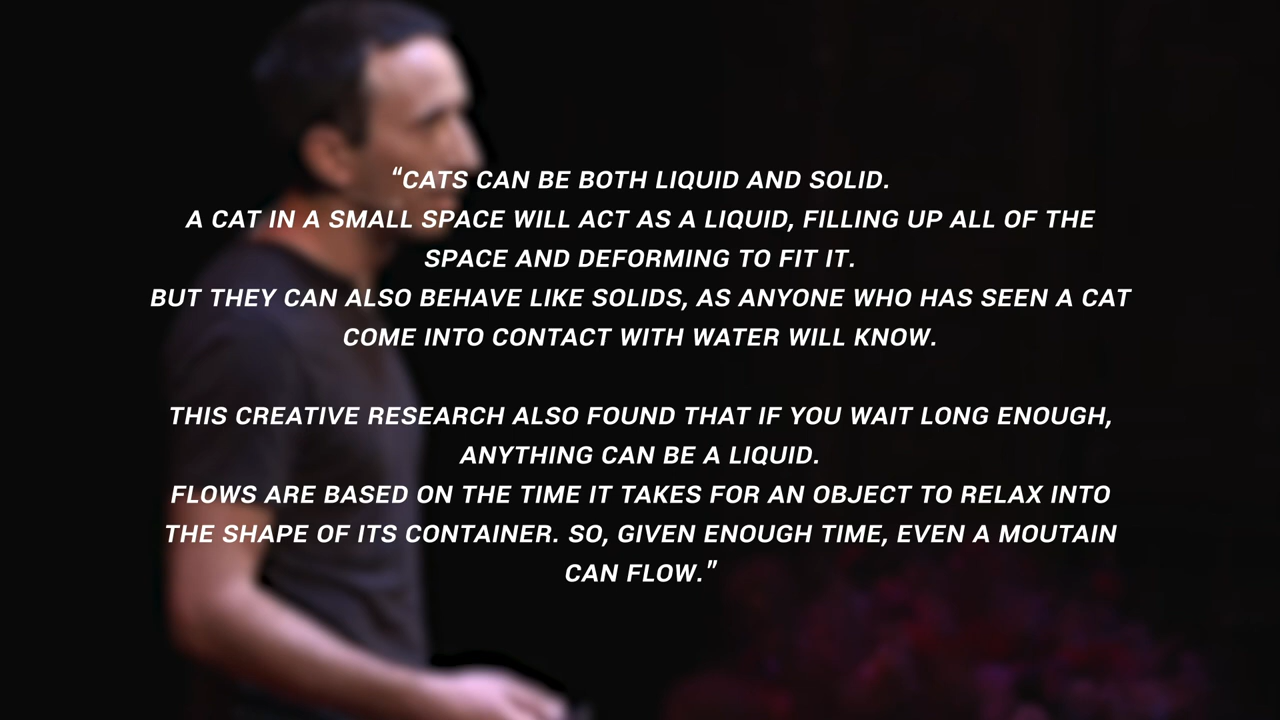 “CATS CAN BE BOTH LIQUID AND SOLID.
A CAT IN A SMALL SPACE WILL ACT AS A LIQUID, FILLING UP ALL OF THE
SPACE AND DEFORMING TO FIT IT.
BUT THEY CAN ALSO BEHAVE LIKE SOLIDS, AS ANYONE WHO HAS SEEN A CAT
COME INTO CONTACT WITH WATER WILL KNOW.
THIS CREATIVE RESEARCH ALSO FOUND THAT IF YOU WAIT LONG ENOUGH,
ANYTHING CAN BE A LIQUID.
FLOWS ARE BASED ON THE TIME IT TAKES FOR AN OBJECT TO RELAX INTO
THE SHAPE OF ITS CONTAINER. SO, GIVEN ENOUGH TIME, EVEN A MOUTAIN
CAN FLOW.”